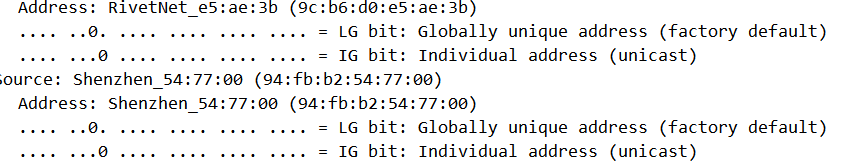 Address: RivetNet_e5:ae:3b (9c:b6:d0:e5:ae:3b)
.... ..0. .... .... .... .... = LG bit: Globally unique address (factory default)
.... ...0 .... .... .... .... = IG bit: Individual address (unicast)
Source: Shenzhen_54:77:00 (94:fb:b2:54:77:00)
Address: Shenzhen_54:77:00 (94:fb:b2:54:77:00)
.... ..0. .... .... .... .... = LG bit: Globally unique address (factory default)
.... ...0 .... .... .... .... = IG bit: Individual address (unicast)